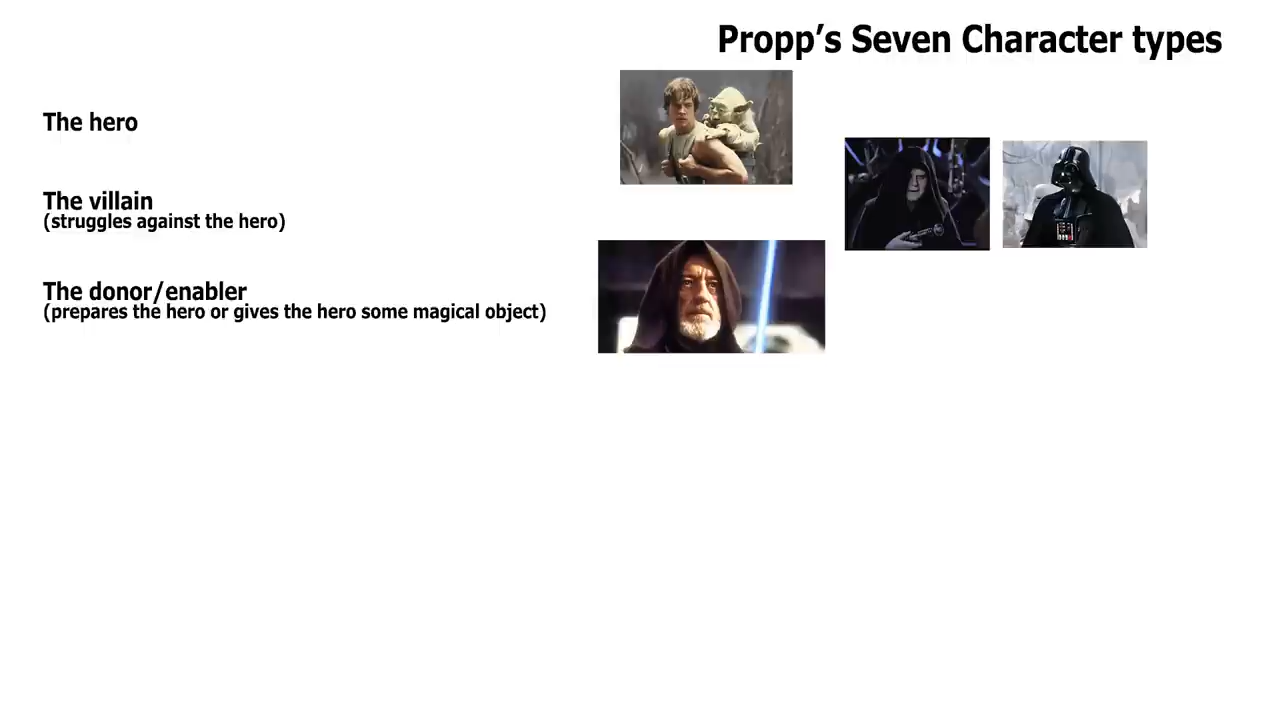 Propp’s Seven Character types
The hero
The villain
(struggles against the hero)
The donor/enabler
(prepares the hero or gives the hero some magical object)